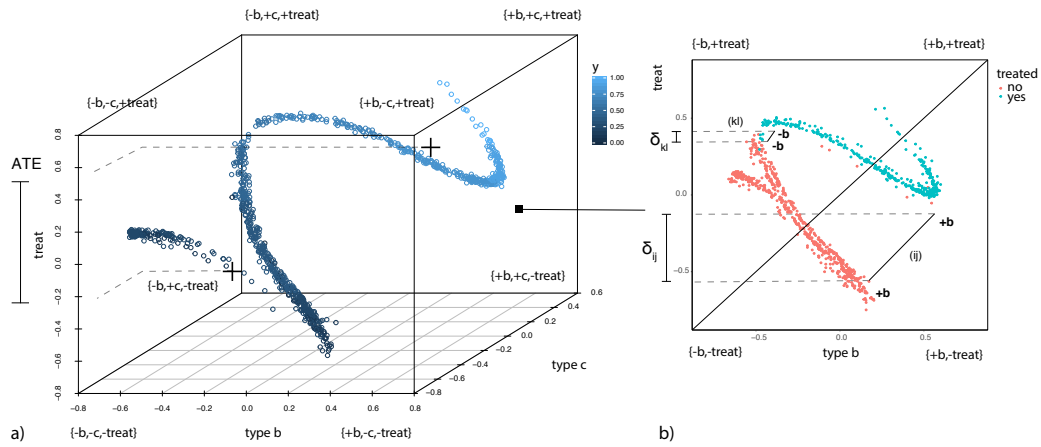 {-b,+c,+treat}
{+b,+c,+treat}
y
1.00
0.75
0.50
0.25
0.00
{-b,-c,+treat}
{+b,-c,+treat}
ATE
treat
0.8
0.6
0.4
0.2
0.0
−0.2
−0.4
−0.6
−0.8
{-b,+c,-treat}
{+b,+c,-treat}
0.6
0.4
0.2
0.0
−0.2
−0.4
−0.6
−0.8
type c
−0.8 −0.6 −0.4 −0.2 0.0 0.2 0.4 0.6 0.8
a)
{-b,-c,-treat}
type b
{+b,-c,-treat}
{-b,+treat}
{+b,+treat}
treat
treated
no
yes
0.5
0.0
−0.5
(kl)
-b
-b
δkl
δij
+b
(ij)
+b
−0.5 0.0 0.5
{-b,-treat}
type b
{+b,-treat}
b)